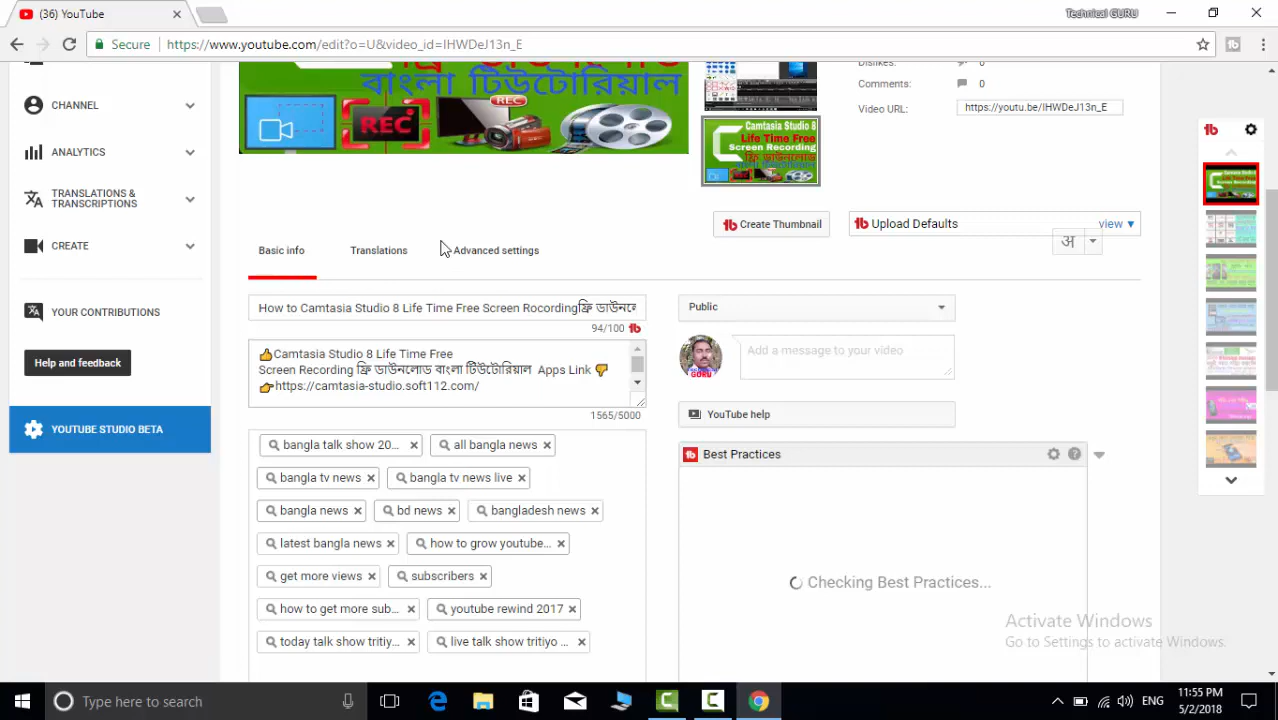 (36) YouTube
Technical GURU
Secure
https://www.youtube.com/edit?o=U&video_id=IHWDeJ13n_E
বাংলা টিউটোরিয়াল
REC
REC
Camtasia Studio 8
Life Time Free
Screen Recording
ফ্রি ডাউনলোড
Dislikes: 0
Comments: 0
Video URL: https://youtu.be/IHWDeJ13n_E
CHANNEL
ANALYTICS
TRANSLATIONS &
TRANSCRIPTIONS
CREATE
YOUR CONTRIBUTIONS
Help and feedback
YOUTUBE STUDIO BETA
Create Thumbnail
Upload Defaults
view
अ
Basic info
Translations
Advanced settings
How to Camtasia Studio 8 Life Time Free Screen Rocordingফ্রি ডাউনলে
94/100
👍Camtasia Studio 8 Life Time Free
Screen Recording ফ্রি ডাউনলোড বাংলা টিউটোরিয়াল Apps Link 👎
👉https://camtasia-studio.soft112.com/
1565/5000
Public
GURU
Add a message to your video
YouTube help
Best Practices
Checking Best Practices...
bangla talk show 20...
all bangla news
bangla tv news
bangla tv news live
bangla news
bd news
bangladesh news
latest bangla news
how to grow youtube...
get more views
subscribers
how to get more sub...
youtube rewind 2017
today talk show tritiy...
live talk show tritiyo ...
Activate Windows
Go to Settings to activate Windows.
Type here to search
ENG
11:55 PM
5/2/2018